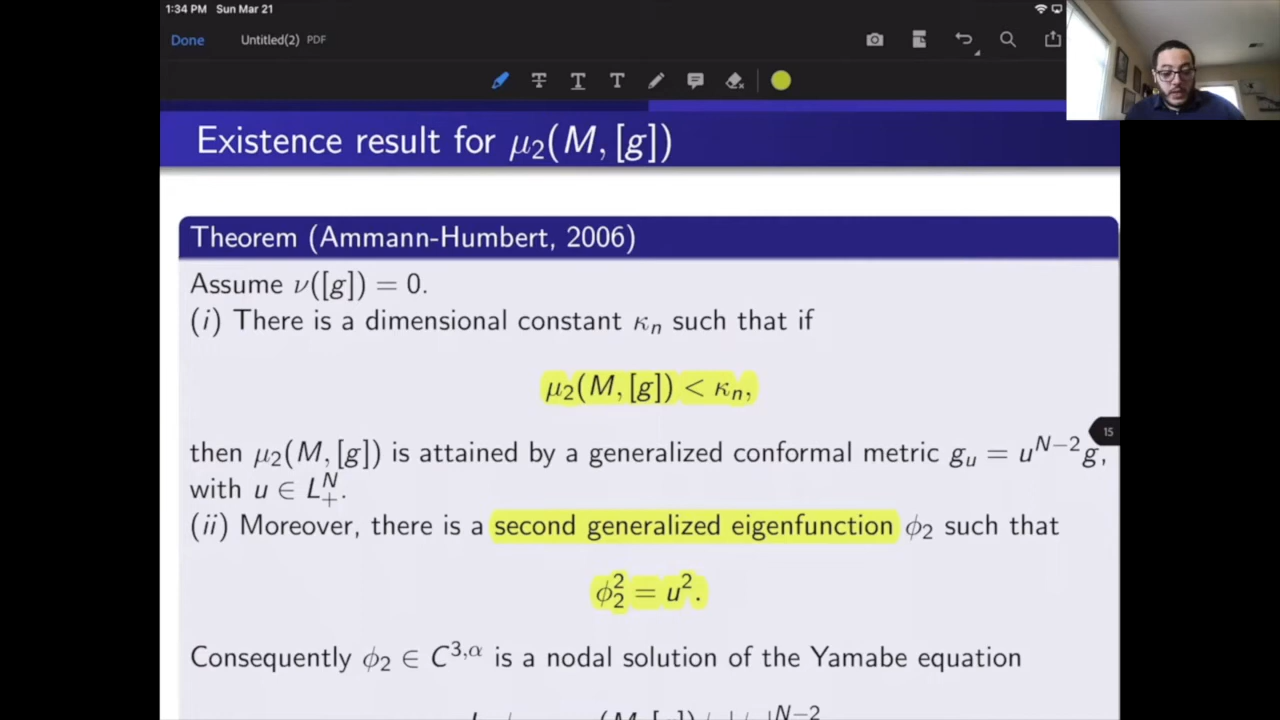 1:34 PM Sun Mar 21
Done Untitled(2) PDF
Existence result for μ₂(M, [g])
Theorem (Ammann-Humbert, 2006)
Assume ν([g]) = 0.
(i) There is a dimensional constant κₙ such that if
μ₂(M, [g]) < κₙ,
15
then μ₂(M, [g]) is attained by a generalized conformal metric g_u = u^{N−2}g,
with u ∈ L^N_+.
(ii) Moreover, there is a second generalized eigenfunction ϕ₂ such that
ϕ₂² = u².
Consequently ϕ₂ ∈ C^{3,α} is a nodal solution of the Yamabe equation